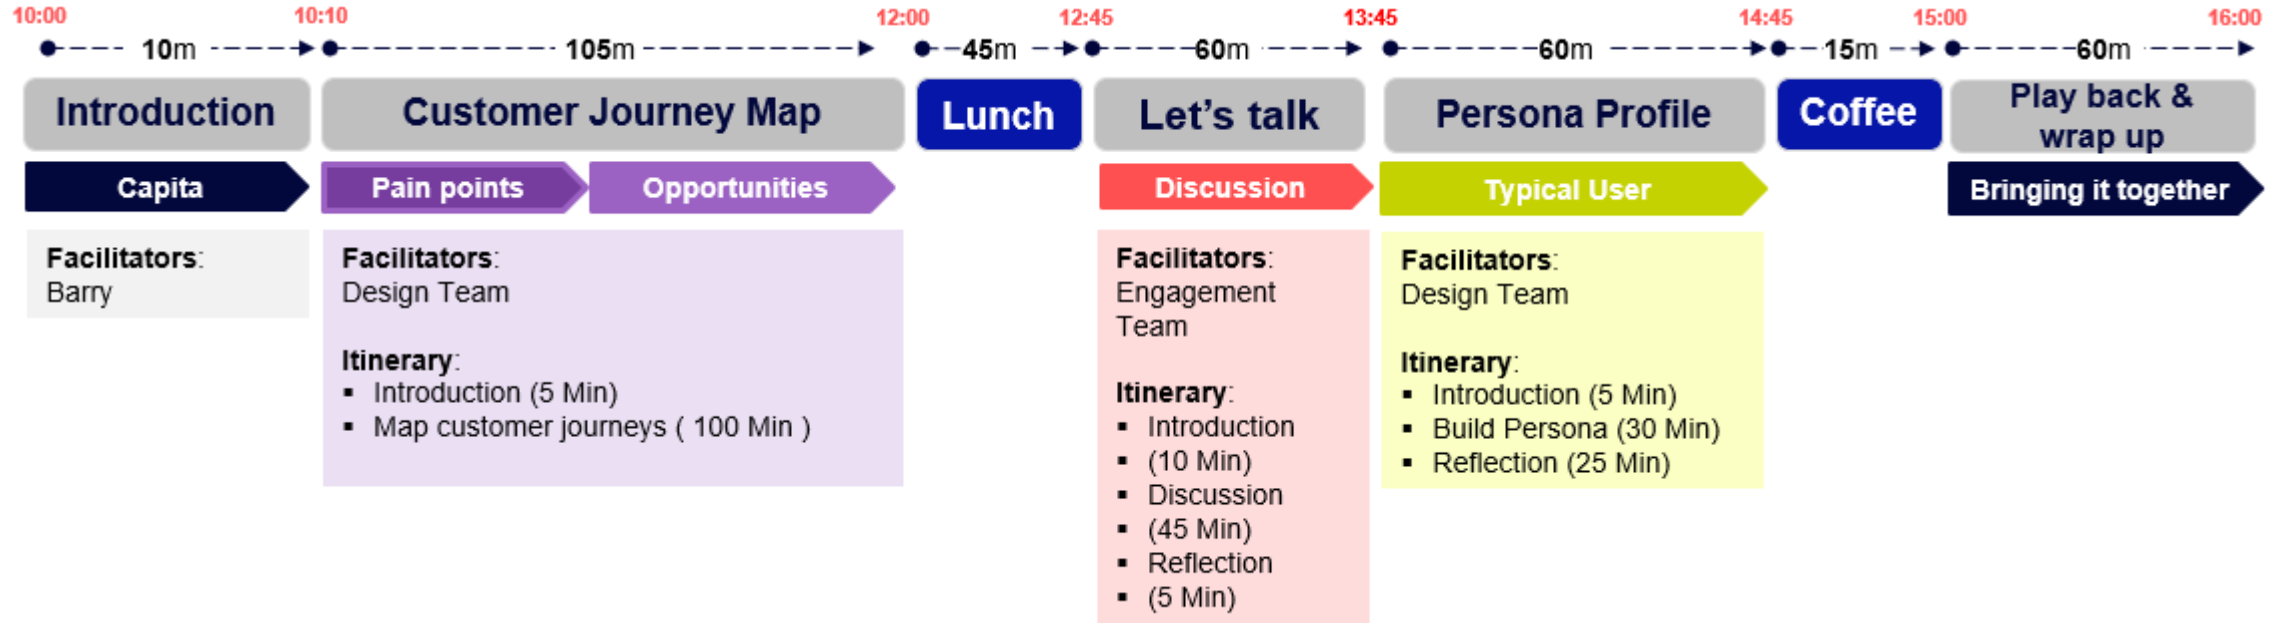 10:00 10:10 12:00 12:45 13:45 14:45 15:00 16:00
10m 105m 45m 60m 60m 15m 60m
Introduction
Customer Journey Map
Lunch
Let's talk
Persona Profile
Coffee
Play back &
wrap up
Capita
Pain points
Opportunities
Discussion
Typical User
Bringing it together
Facilitators:
Barry
Facilitators:
Design Team
Itinerary:
▪ Introduction (5 Min)
▪ Map customer journeys ( 100 Min )
Facilitators:
Engagement
Team
Itinerary:
▪ Introduction
▪ (10 Min)
▪ Discussion
▪ (45 Min)
▪ Reflection
▪ (5 Min)
Facilitators:
Design Team
Itinerary:
▪ Introduction (5 Min)
▪ Build Persona (30 Min)
▪ Reflection (25 Min)